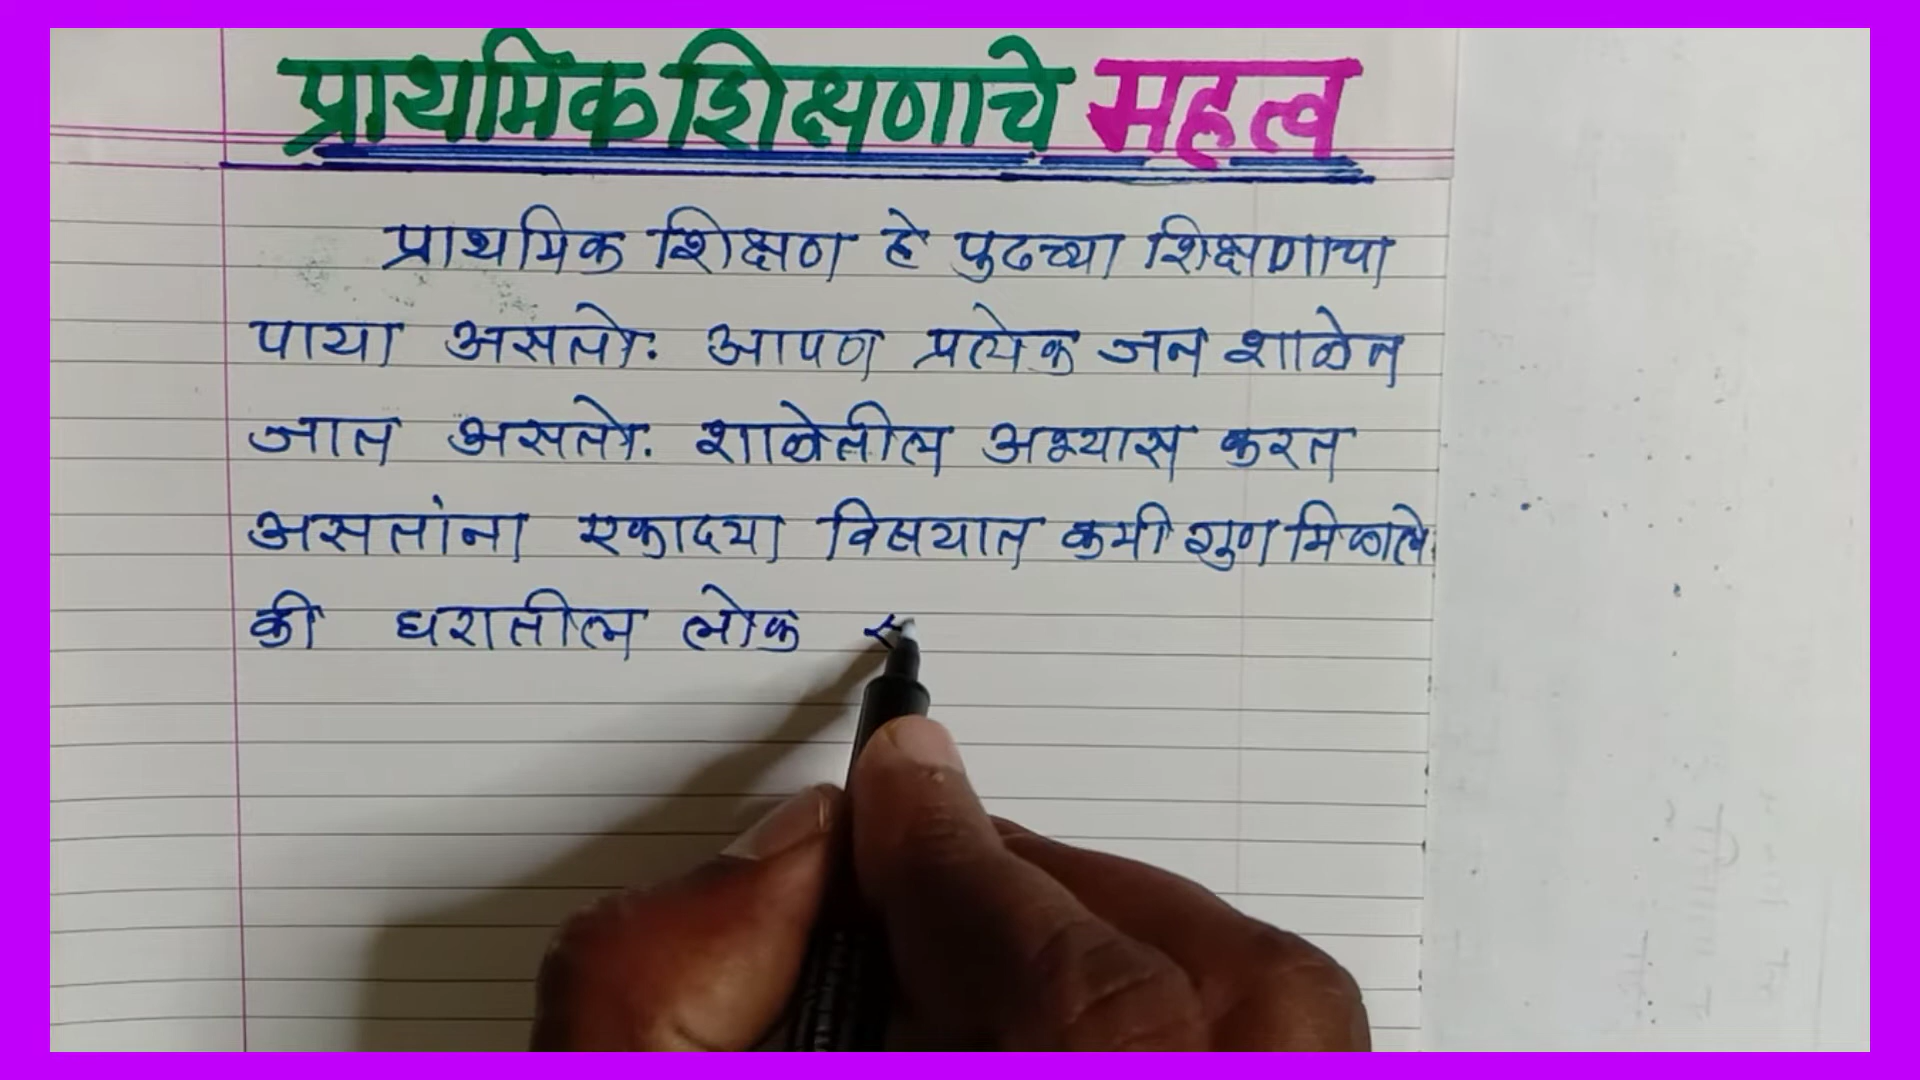 प्राथमिक शिक्षणाचे महत्व
प्राथमिक शिक्षण हे पुढच्या शिक्षणाचा
पाया असतो. आपण प्रत्येक जन शाळेत
जात असतो. शाळेतील अभ्यास करत
असतांना एकादया विषयात कमी गुण मिळाले
की घरातील लोक